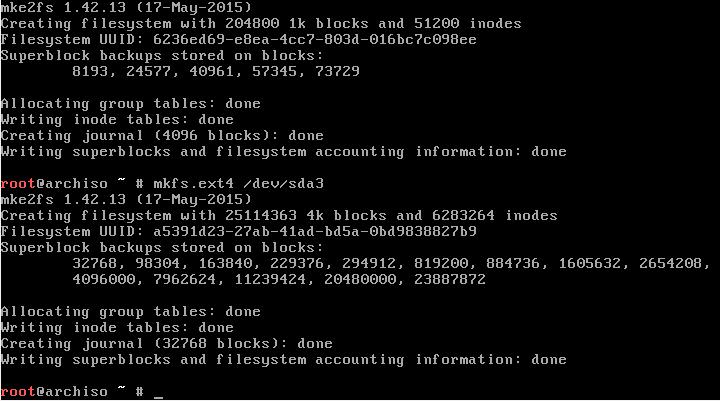 mke2fs 1.42.13 (17-May-2015)
Creating filesystem with 204800 1k blocks and 51200 inodes
Filesystem UUID: 6236ed69-e8ea-4cc7-803d-016bc7c098ee
Superblock backups stored on blocks:
        8193, 24577, 40961, 57345, 73729

Allocating group tables: done
Writing inode tables: done
Creating journal (4096 blocks): done
Writing superblocks and filesystem accounting information: done

root@archiso ~ # mkfs.ext4 /dev/sda3
mke2fs 1.42.13 (17-May-2015)
Creating filesystem with 25114363 4k blocks and 6283264 inodes
Filesystem UUID: a5391d23-27ab-41ad-bd5a-0bd9838827b9
Superblock backups stored on blocks:
        32768, 98304, 163840, 229376, 294912, 819200, 884736, 1605632, 2654208,
        4096000, 7962624, 11239424, 20480000, 23887872

Allocating group tables: done
Writing inode tables: done
Creating journal (32768 blocks): done
Writing superblocks and filesystem accounting information: done

root@archiso ~ # _